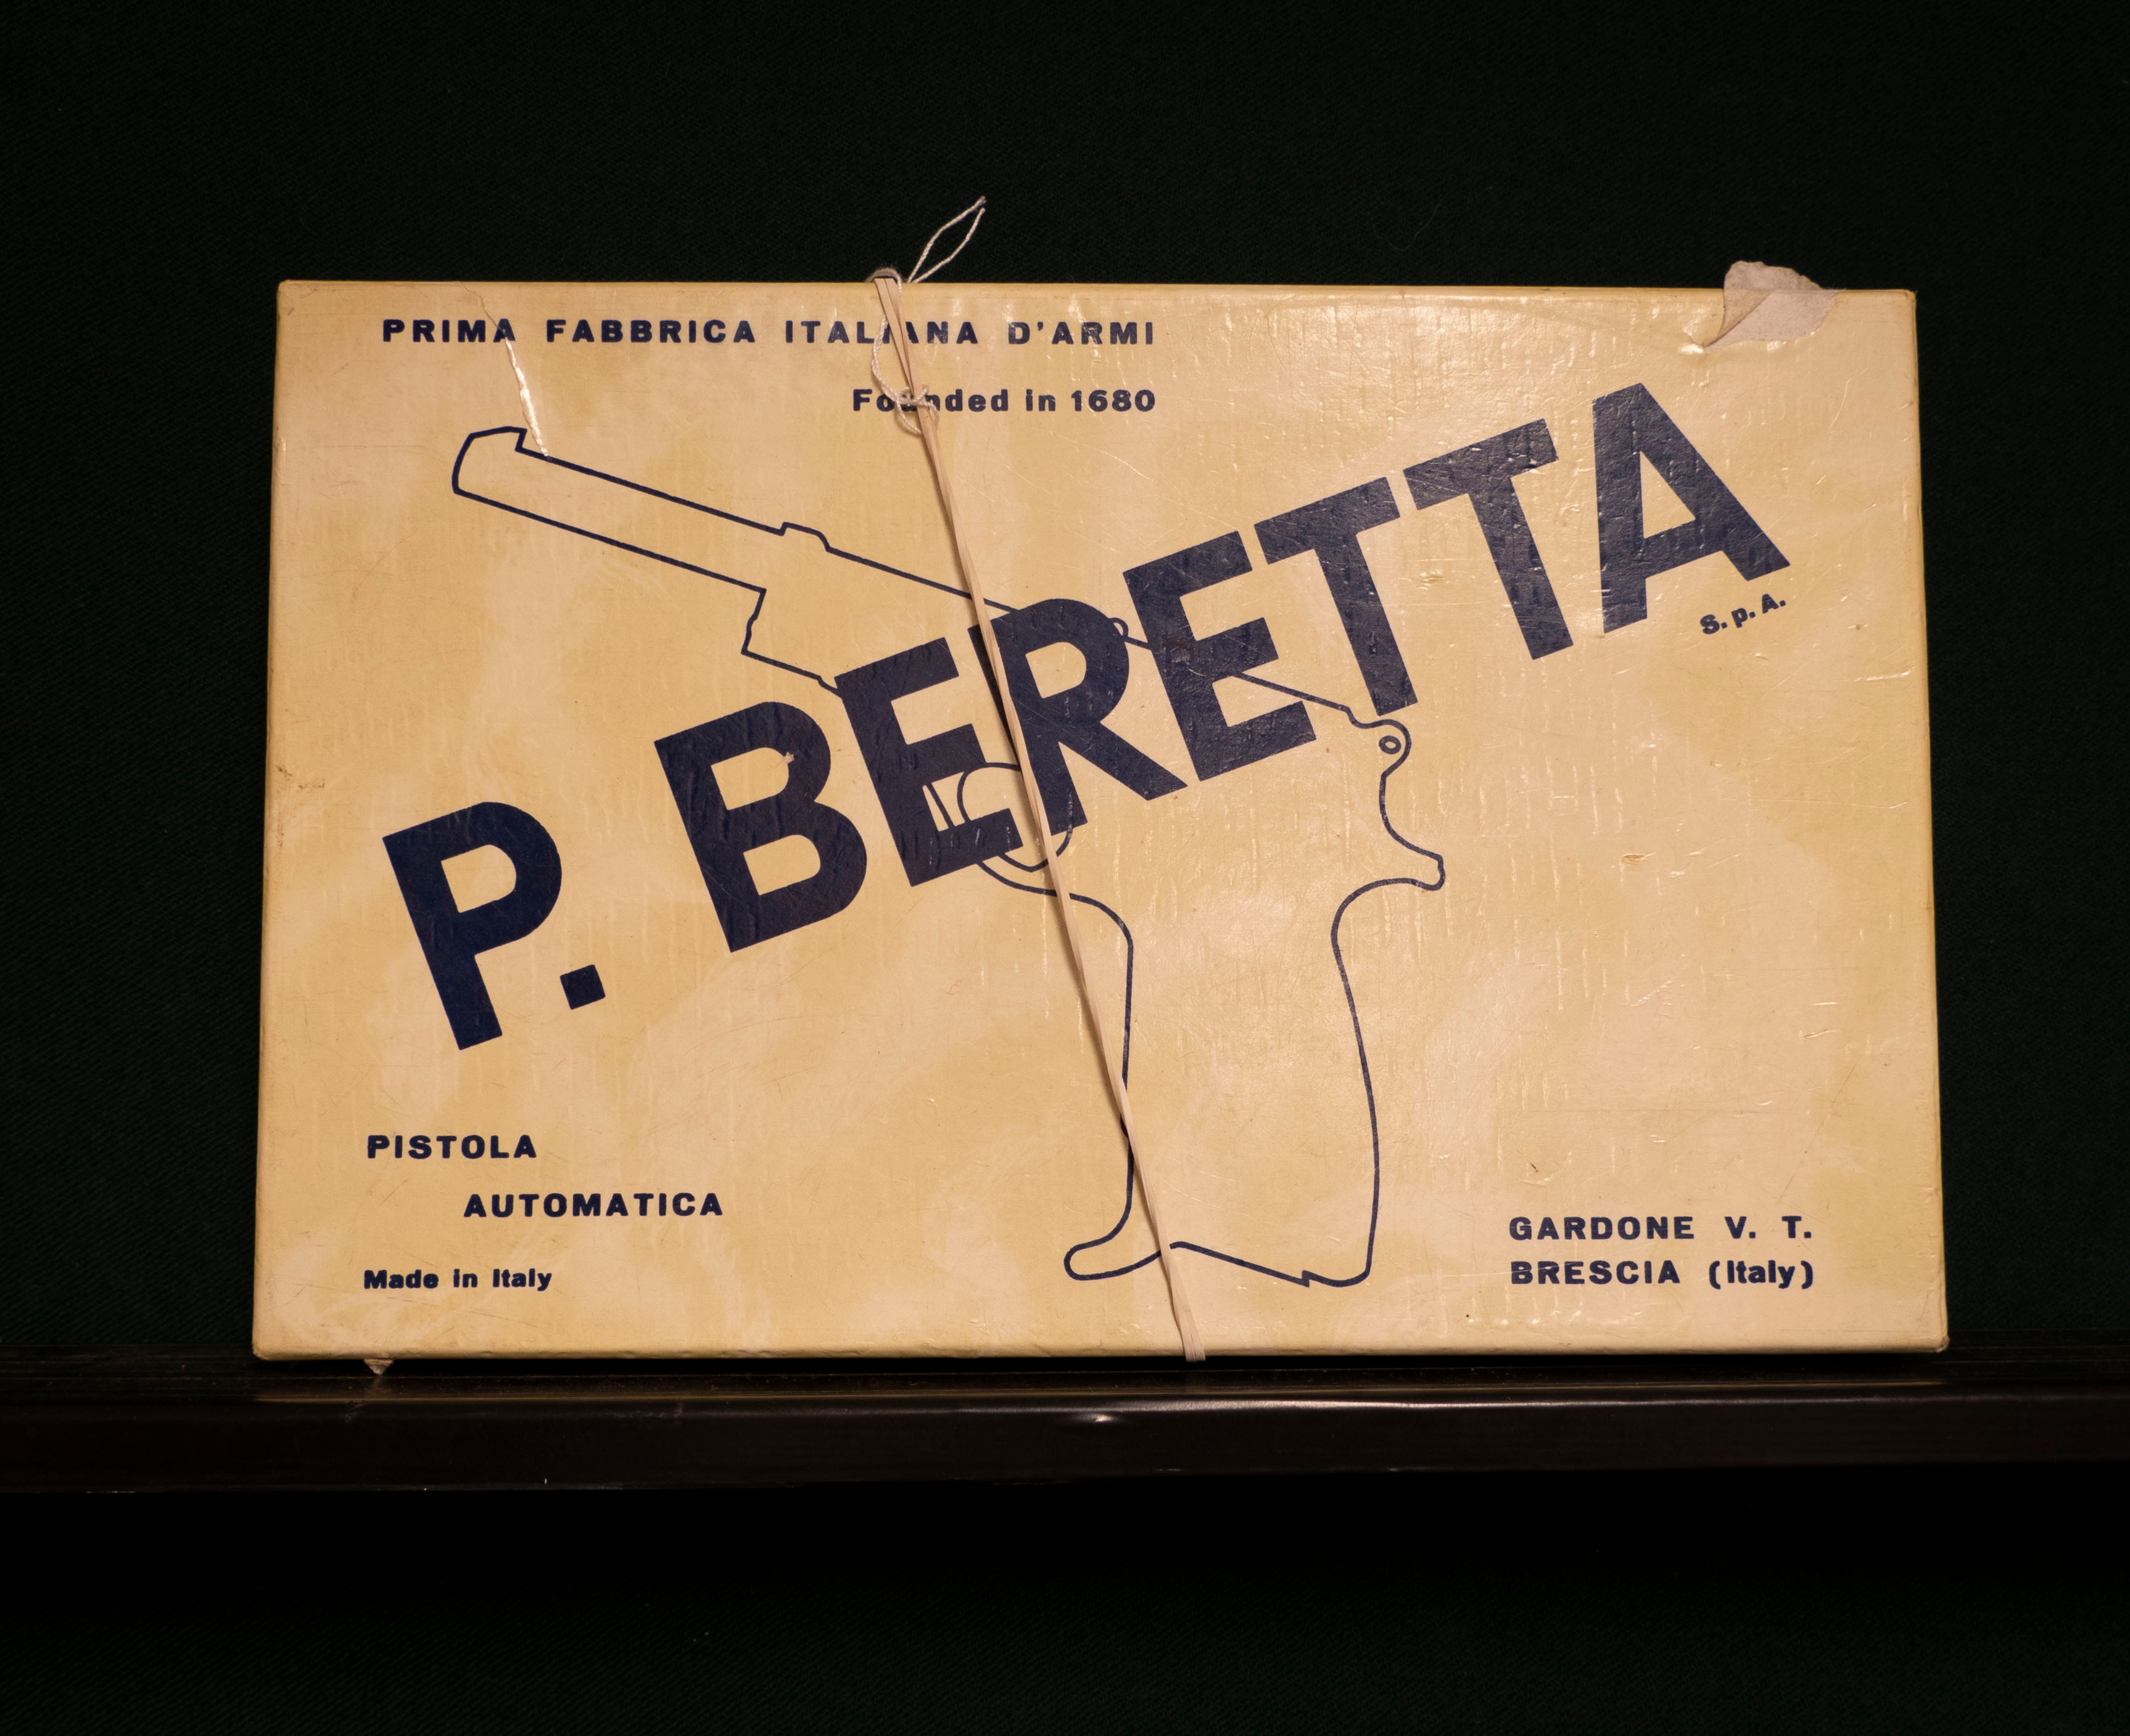 PRIMA FABBRICA ITALIANA D'ARMI
Founded in 1680
P. BERETTA
S. p. A.
PISTOLA
AUTOMATICA
Made in Italy
GARDONE V. T.
BRESCIA (Italy)